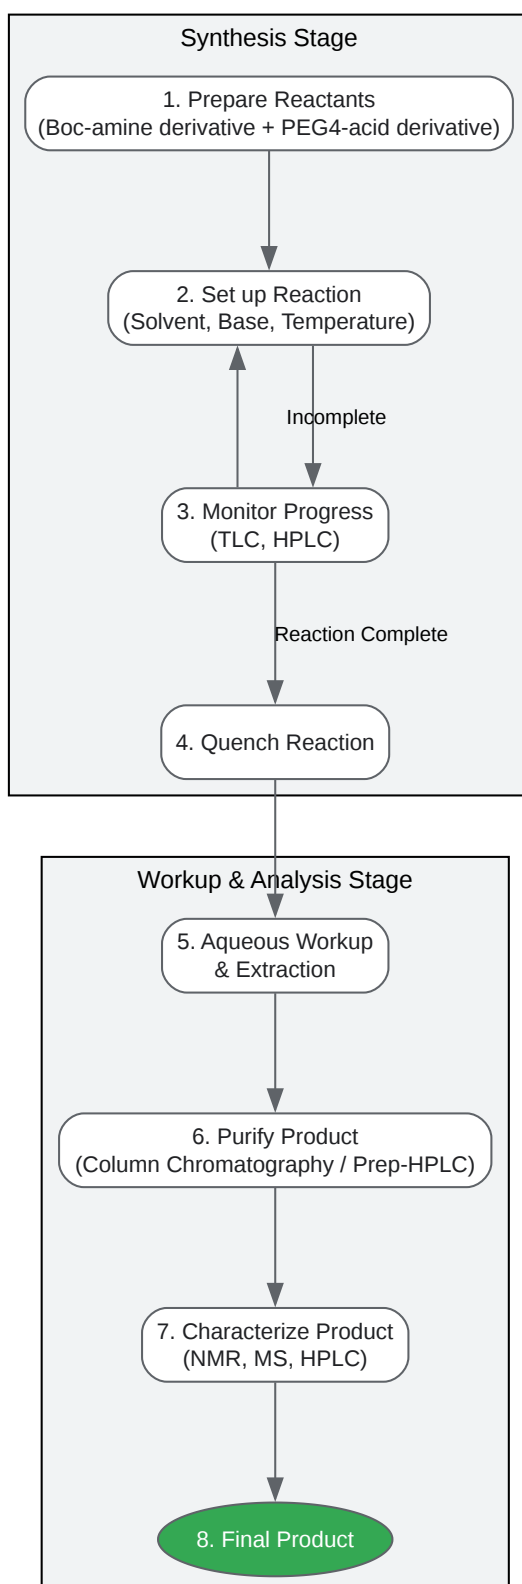 Synthesis Stage
1. Prepare Reactants
(Boc-amine derivative + PEG4-acid derivative)
2. Set up Reaction
(Solvent, Base, Temperature)
Incomplete
3. Monitor Progress
(TLC, HPLC)
Reaction Complete
4. Quench Reaction
Workup & Analysis Stage
5. Aqueous Workup
& Extraction
6. Purify Product
(Column Chromatography / Prep-HPLC)
7. Characterize Product
(NMR, MS, HPLC)
8. Final Product